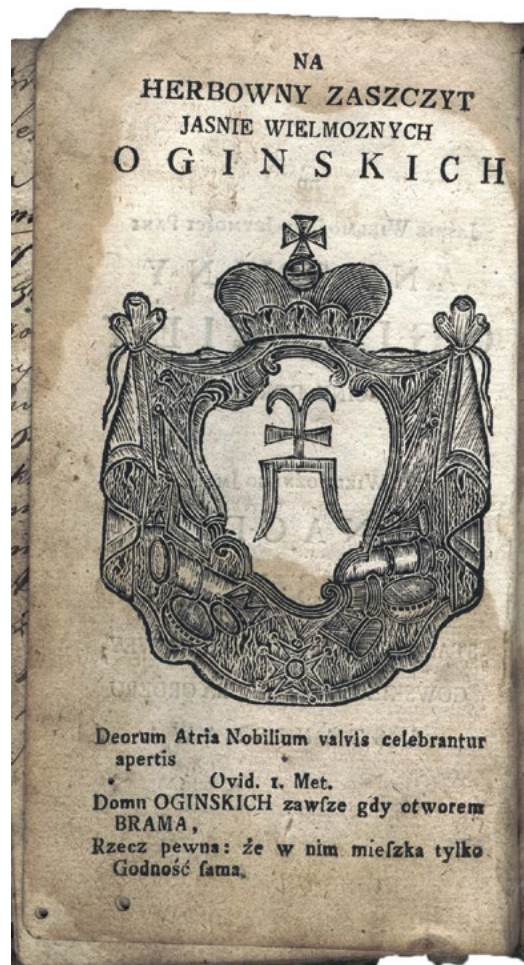 NA
HERBOWNY ZASZCZYT
JASNIE WIELMOZNYCH
OGINSKICH
Deorum Atria Nobilium valvis celebrantur
apertis
Ovid. 1. Met.
Domn OGINSKICH zawſze gdy otworem
BRAMA,
Rzecz pewna: że w nim mieſzka tylko
Godność ſama.